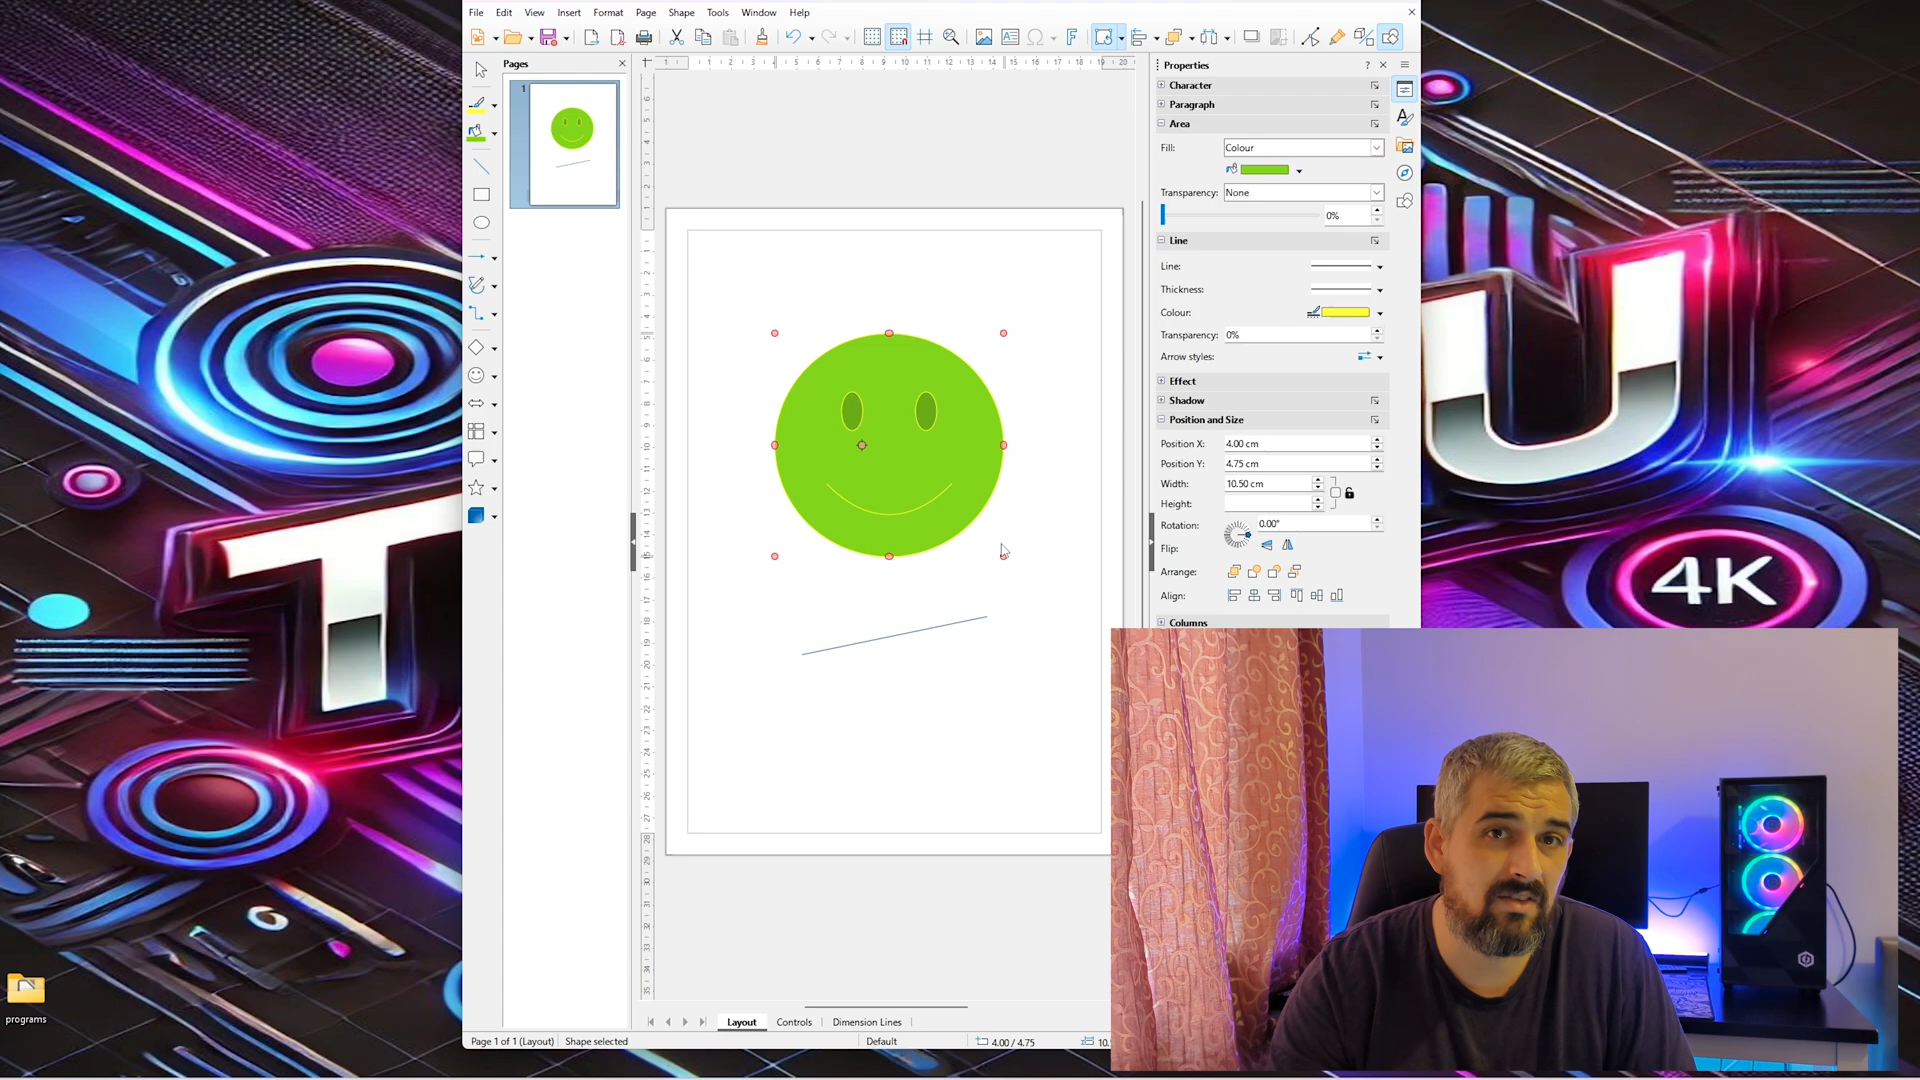 File Edit View Insert Format Page Shape Tools Window Help
Pages
1
Properties
Character
Paragraph
Area
Fill: Colour
Transparency: None
0%
Line
Line:
Thickness:
Colour:
Transparency: 0%
Arrow styles:
Effect
Shadow
Position and Size
Position X: 4.00 cm
Position Y: 4.75 cm
Width: 10.50 cm
Height:
Rotation: 0.00°
Flip:
Arrange:
Align:
Columns
T
U
4K
programs
Layout Controls Dimension Lines
Page 1 of 1 (Layout) Shape selected Default 4.00 / 4.75 10.